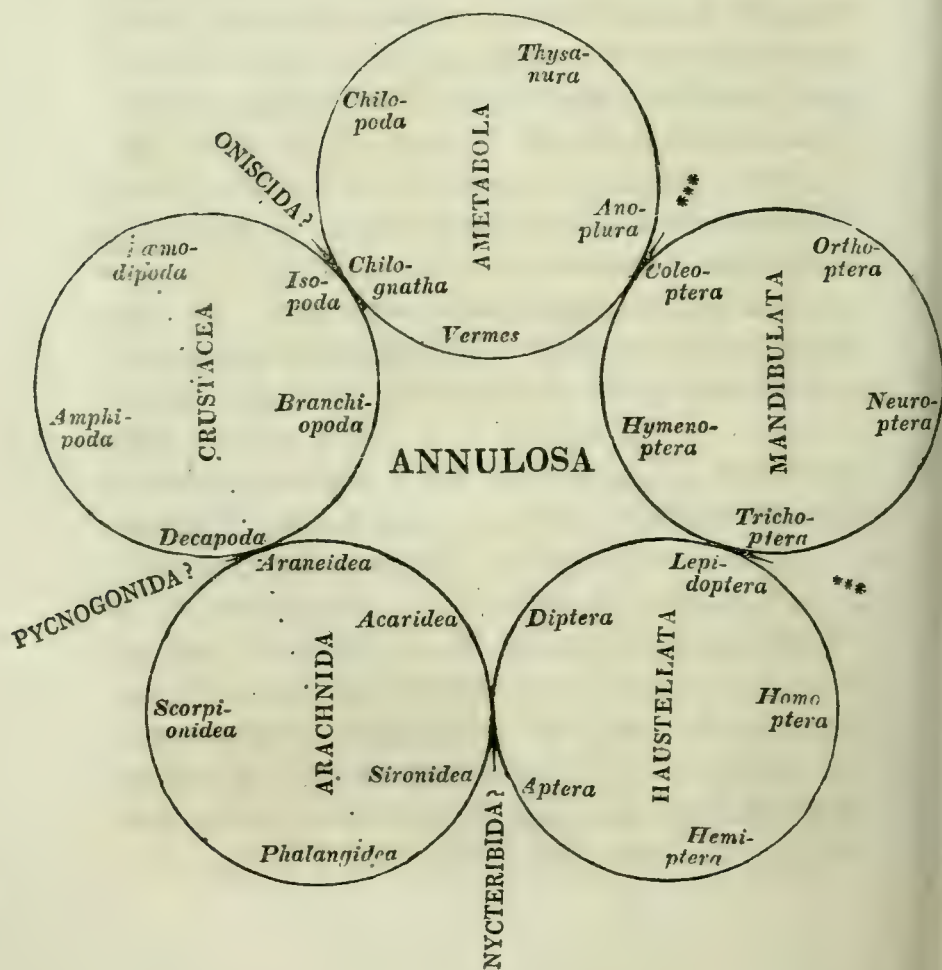 Thysa-
nura
Chilo-
poda
AMETABOLA
Ano-
plura
Chilo-
gnatha
Vermes
ONISCIDA?
***
æmo-
dipoda
Iso-
poda
CRUSTACEA
Amphi-
poda
Branchi-
opoda
Decapoda
Coleo-
ptera
Ortho-
ptera
MANDIBULATA
Hymeno-
ptera
Neuro-
ptera
Tricho-
ptera
ANNULOSA
PYCNOGONIDA?
***
Araneidea
Acaridea
ARACHNIDA
Scorpi-
onidea
Sironidea
Phalangidea
Lepi-
doptera
Diptera
HAUSTELLATA
Homo
ptera
Aptera
Hemi-
ptera
NYCTERIBIDA?